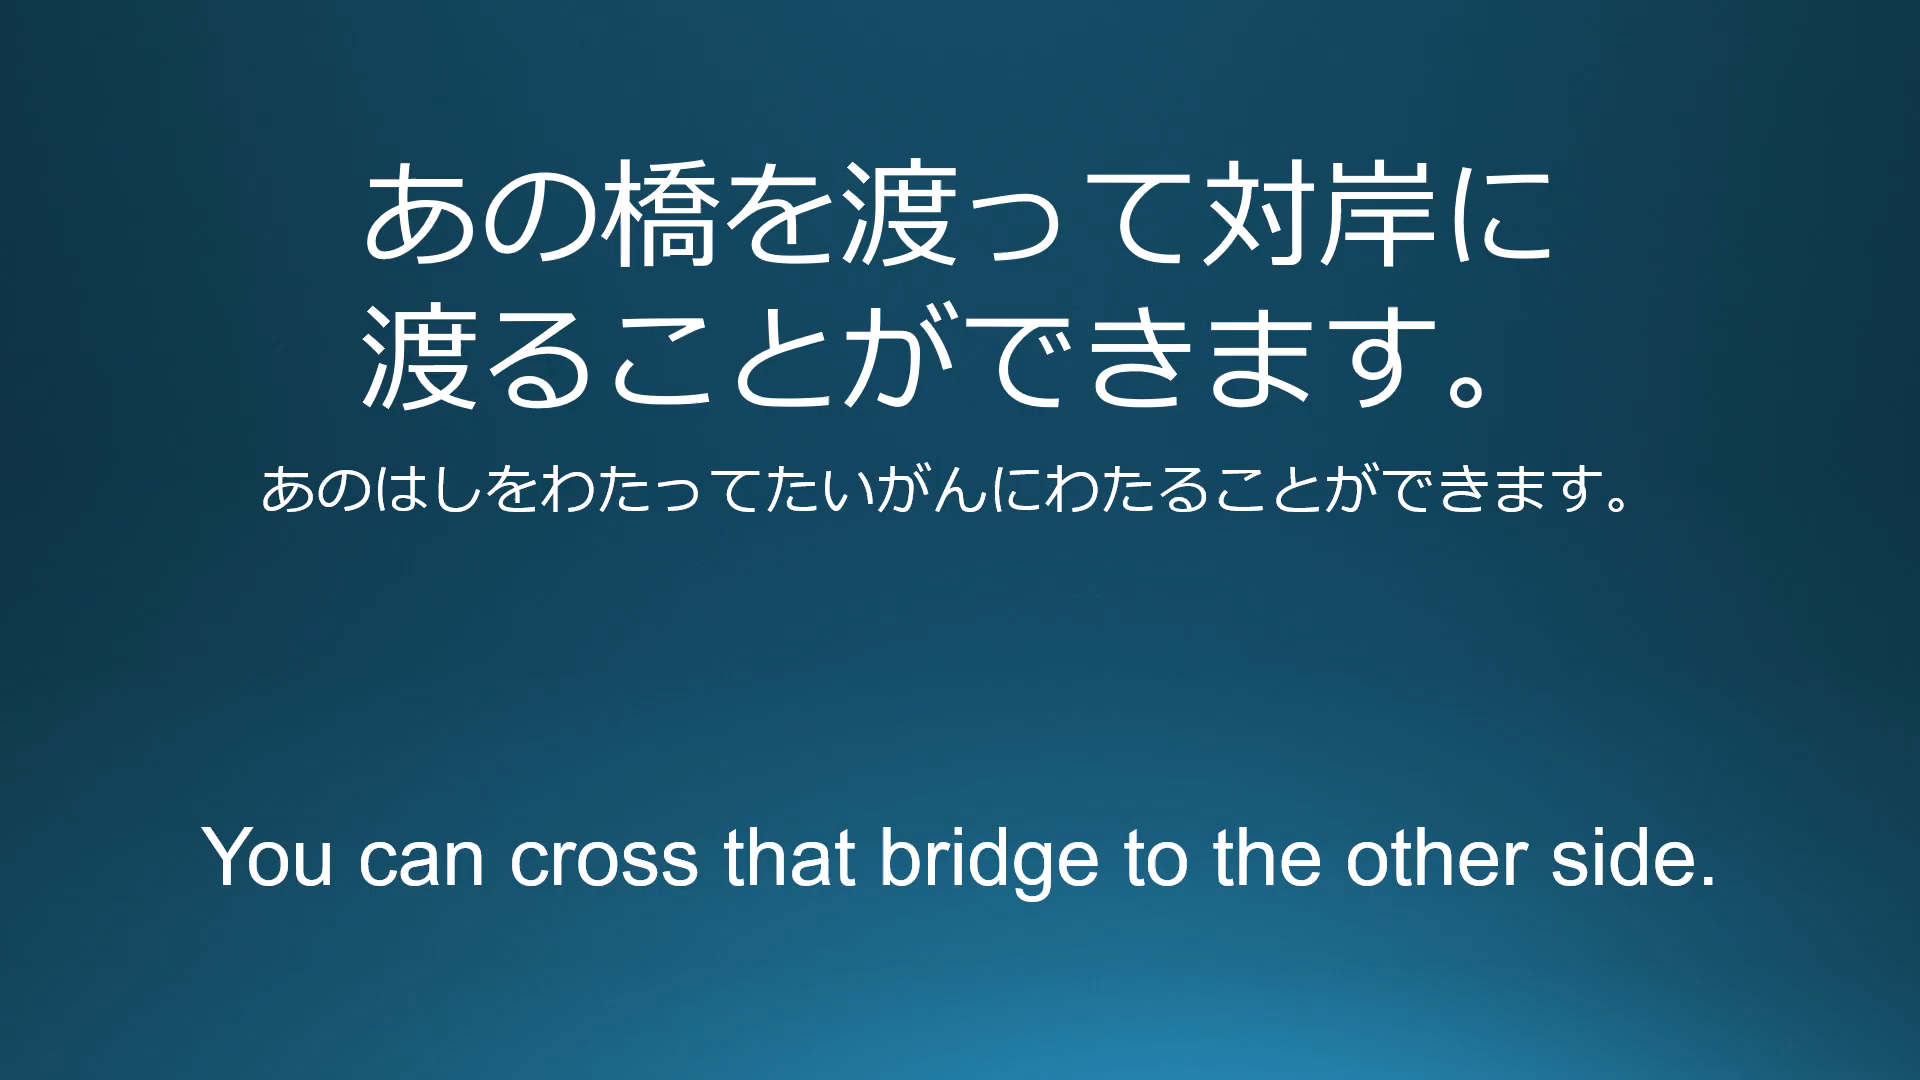 あの橋を渡って対岸に
渡ることができます。
あのはしをわたってたいがんにわたることができます。
You can cross that bridge to the other side.